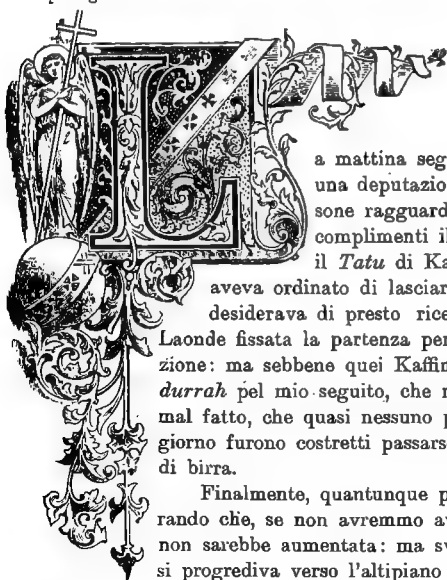 La mattina seg
una deputazio
sone ragguard
complimenti il
il Tatu di Ka
aveva ordinato di lasciar
desiderava di presto rice
Laonde fissata la partenza per
zione: ma sebbene quei Kaffin
durrah pel mio seguito, che n
mal fatto, che quasi nessuno p
giorno furono costretti passars
di birra.
Finalmente, quantunque p
rando che, se non avremmo av
non sarebbe aumentata: ma sv
si progrediva verso l'altipiano